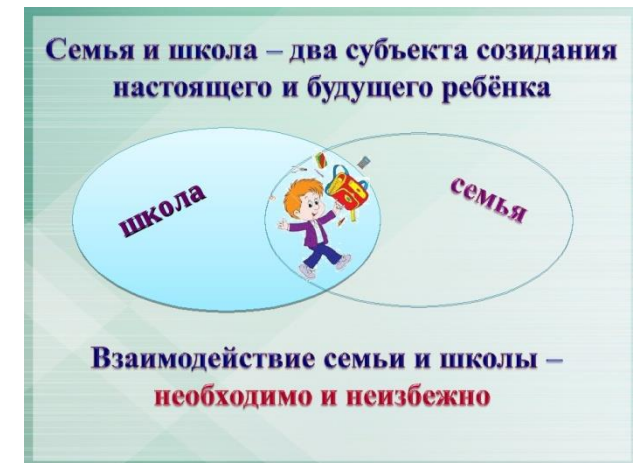 Семья и школа – два субъекта созидания
настоящего и будущего ребёнка
школа
семья
Взаимодействие семьи и школы –
необходимо и неизбежно